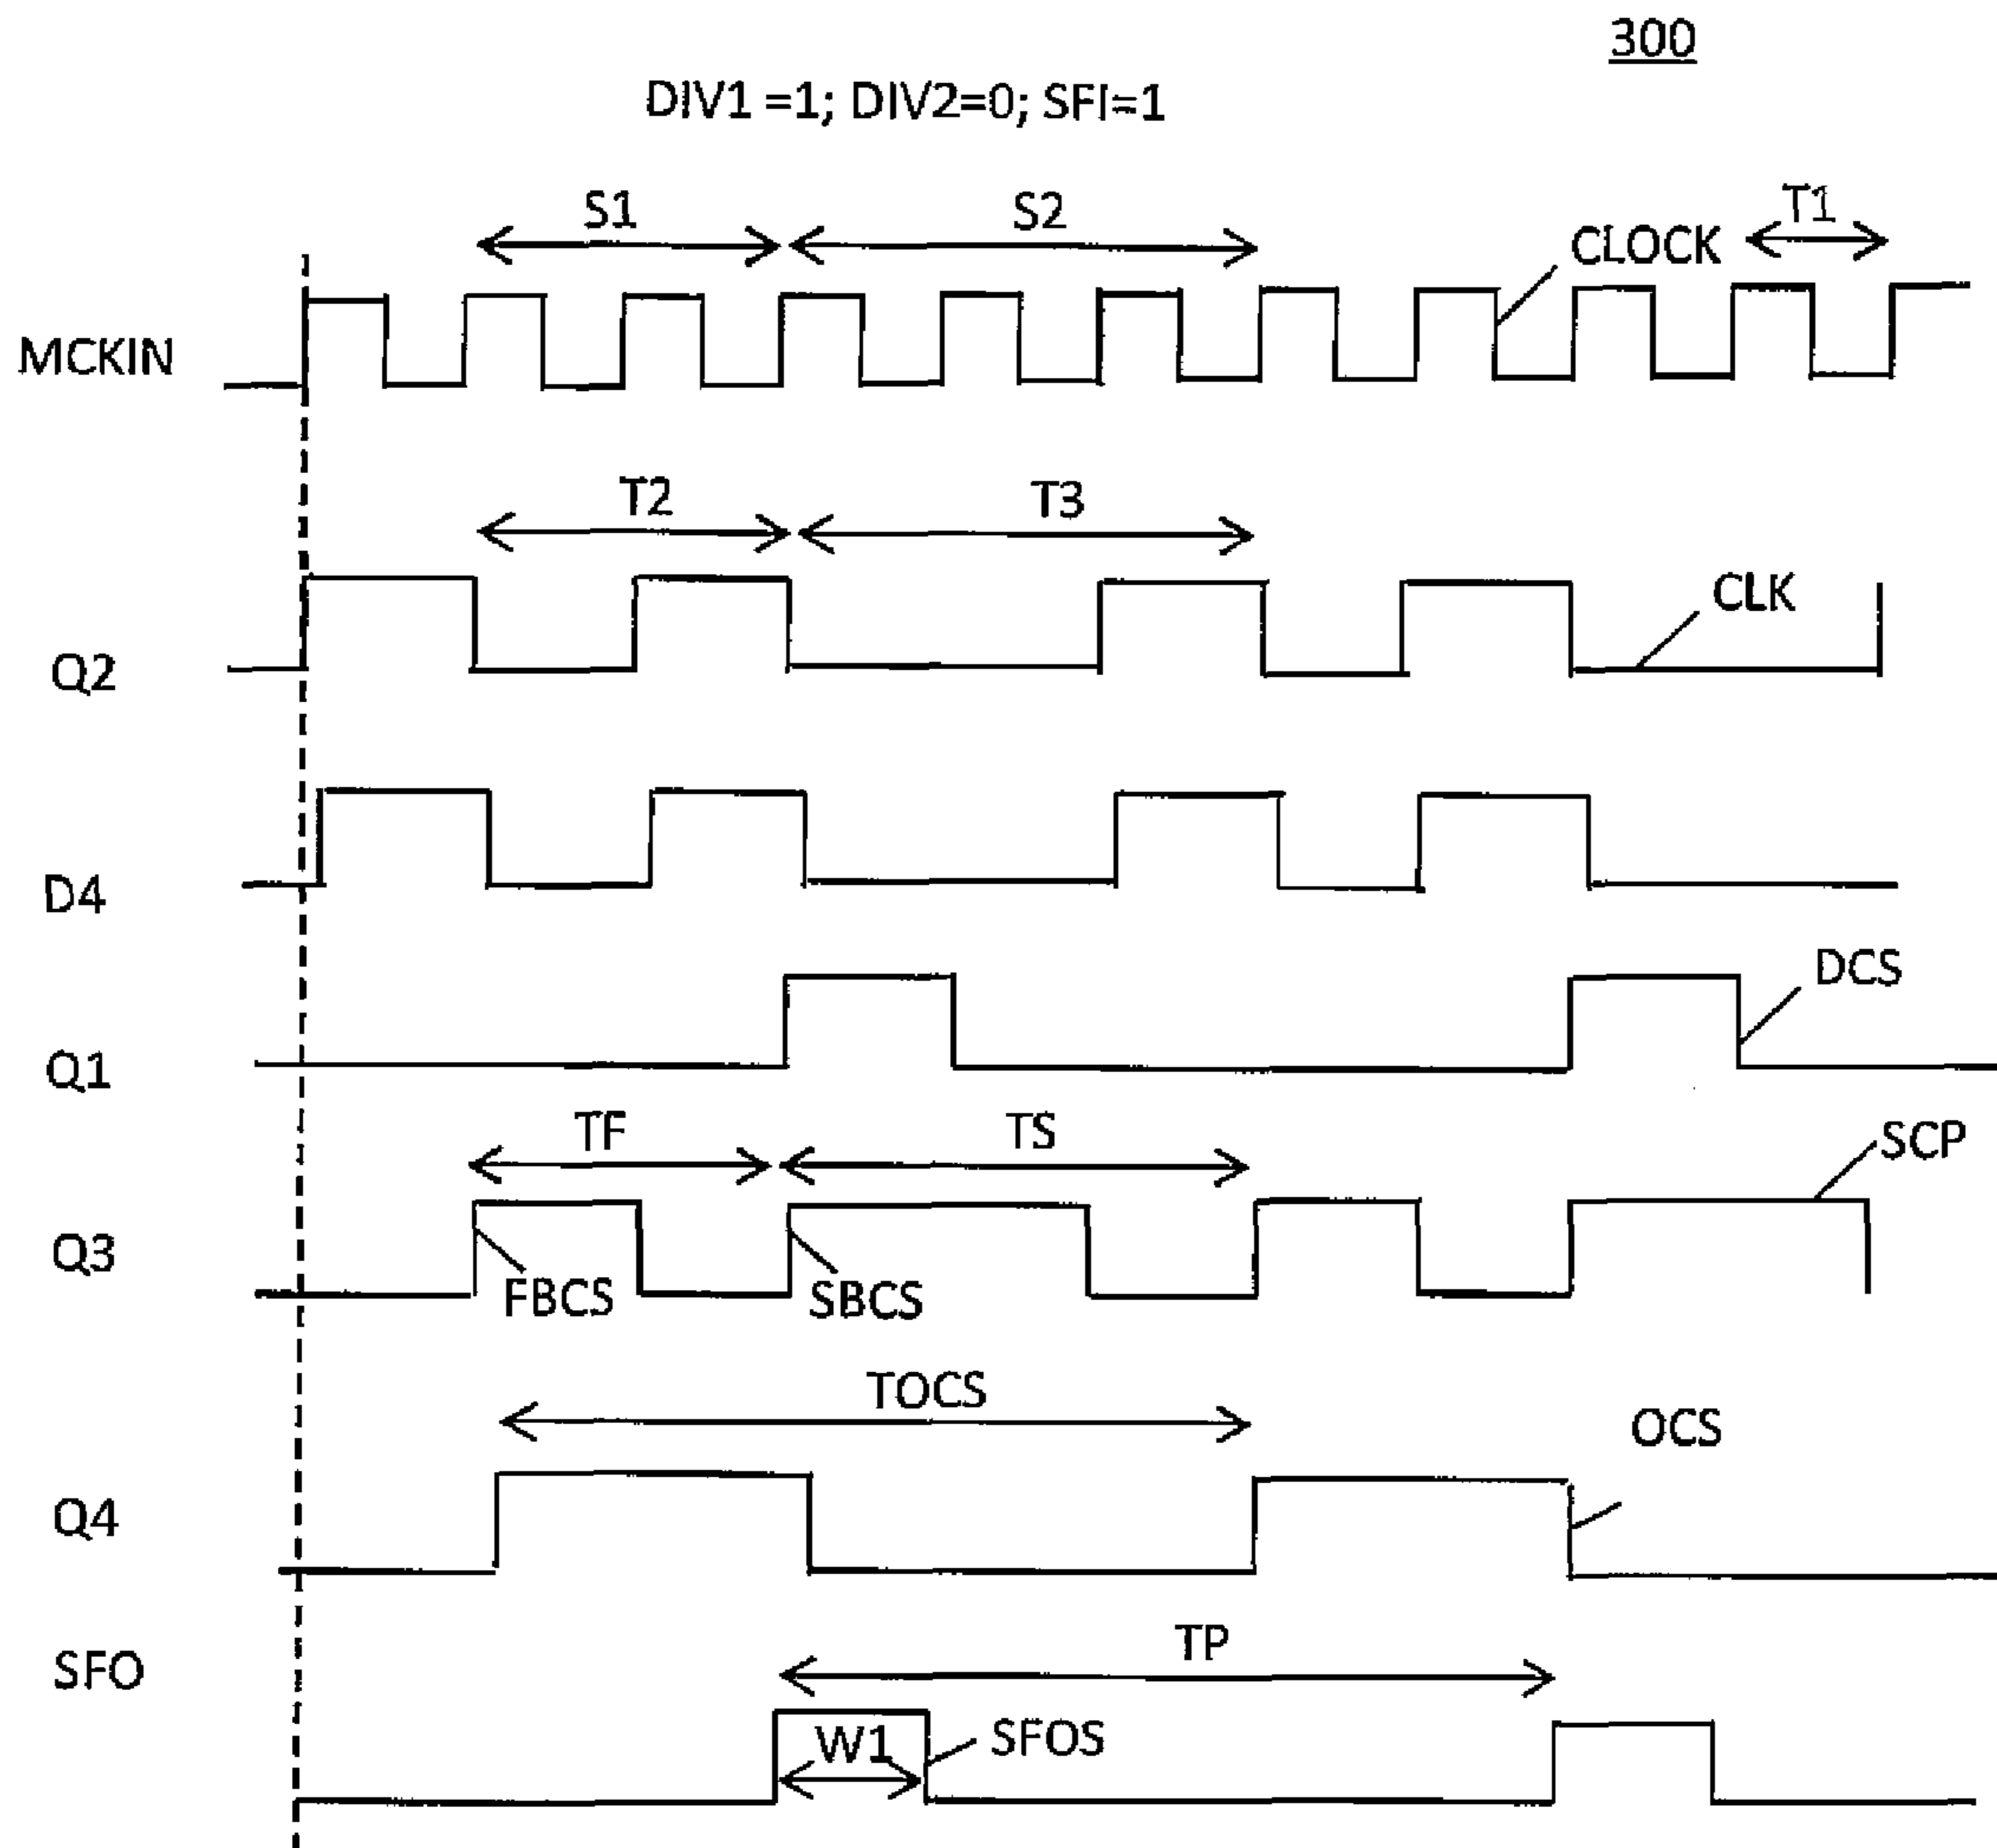 300
DIV1 =1; DIV2=0; SFI=1
S1
S2
T1
CLOCK
MCKIN
T2
T3
CLK
Q2
D4
DCS
Q1
TF
TS
SCP
Q3
FBCS
SBCS
TOCS
OCS
Q4
TP
SFO
W1
SFOS